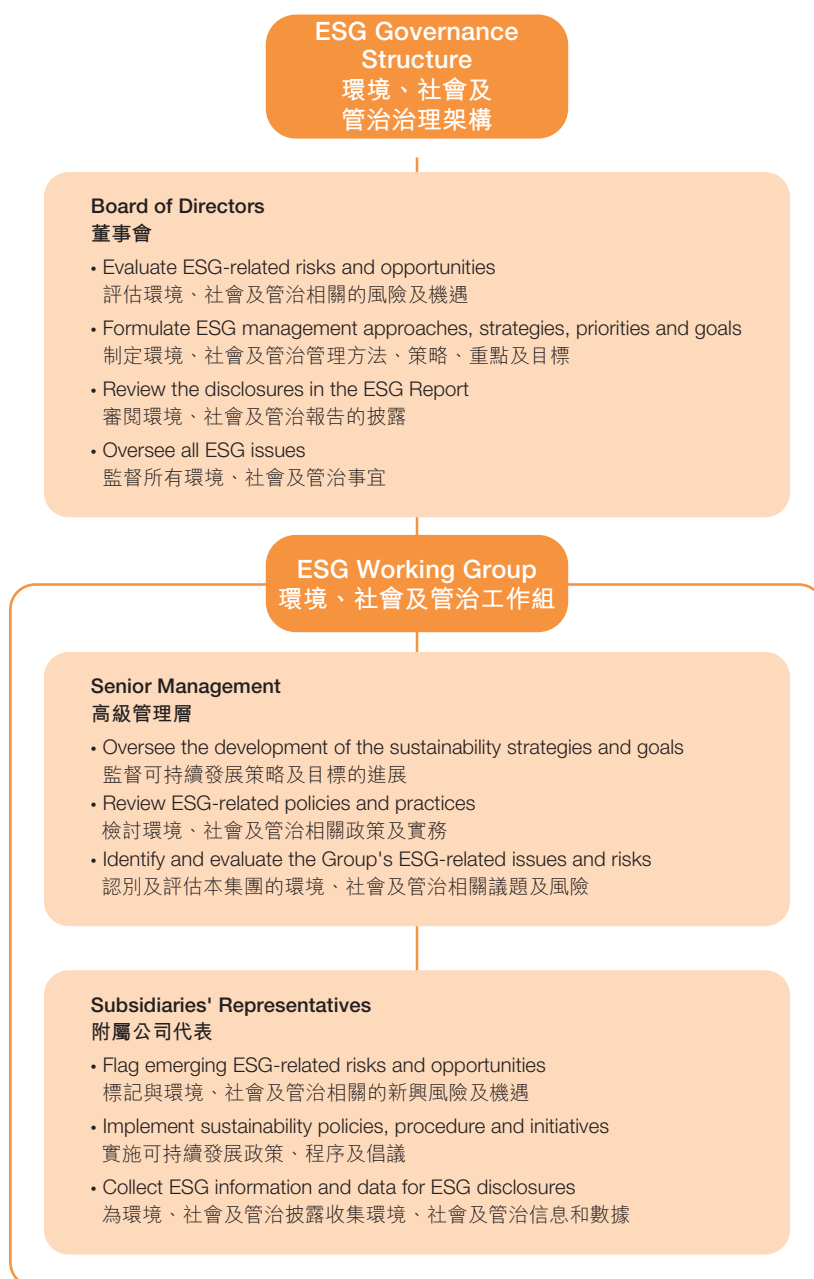 ESG Governance
Structure
環境、社會及
管治治理架構
Board of Directors
董事會
• Evaluate ESG-related risks and opportunities
評估環境、社會及管治相關的風險及機遇
• Formulate ESG management approaches, strategies, priorities and goals
制定環境、社會及管治管理方法、策略、重點及目標
• Review the disclosures in the ESG Report
審閱環境、社會及管治報告的披露
• Oversee all ESG issues
監督所有環境、社會及管治事宜
ESG Working Group
環境、社會及管治工作組
Senior Management
高級管理層
• Oversee the development of the sustainability strategies and goals
監督可持續發展策略及目標的進展
• Review ESG-related policies and practices
檢討環境、社會及管治相關政策及實務
• Identify and evaluate the Group's ESG-related issues and risks
認別及評估本集團的環境、社會及管治相關議題及風險
Subsidiaries' Representatives
附屬公司代表
• Flag emerging ESG-related risks and opportunities
標記與環境、社會及管治相關的新興風險及機遇
• Implement sustainability policies, procedure and initiatives
實施可持續發展政策、程序及倡議
• Collect ESG information and data for ESG disclosures
為環境、社會及管治披露收集環境、社會及管治信息和數據